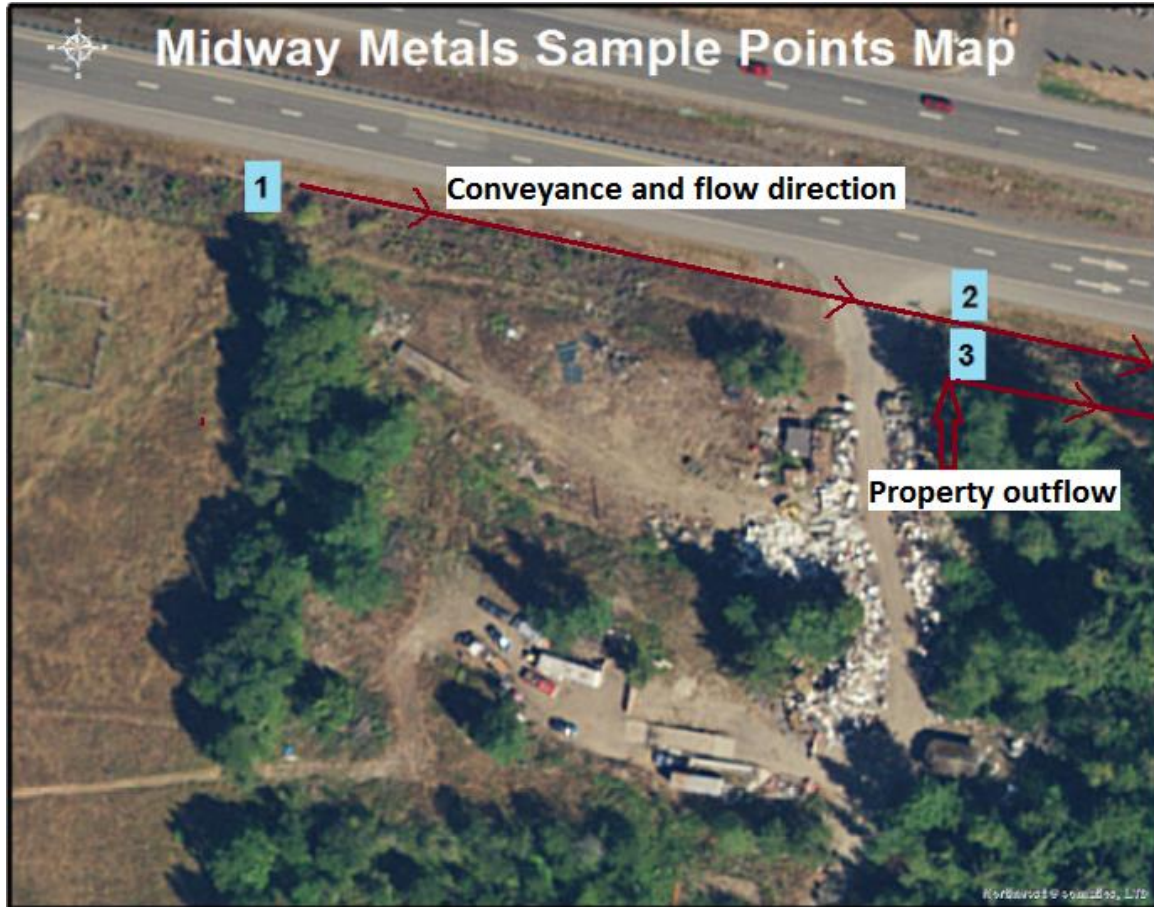 Midway Metals Sample Points Map
1
Conveyance and flow direction
2
3
Property outflow